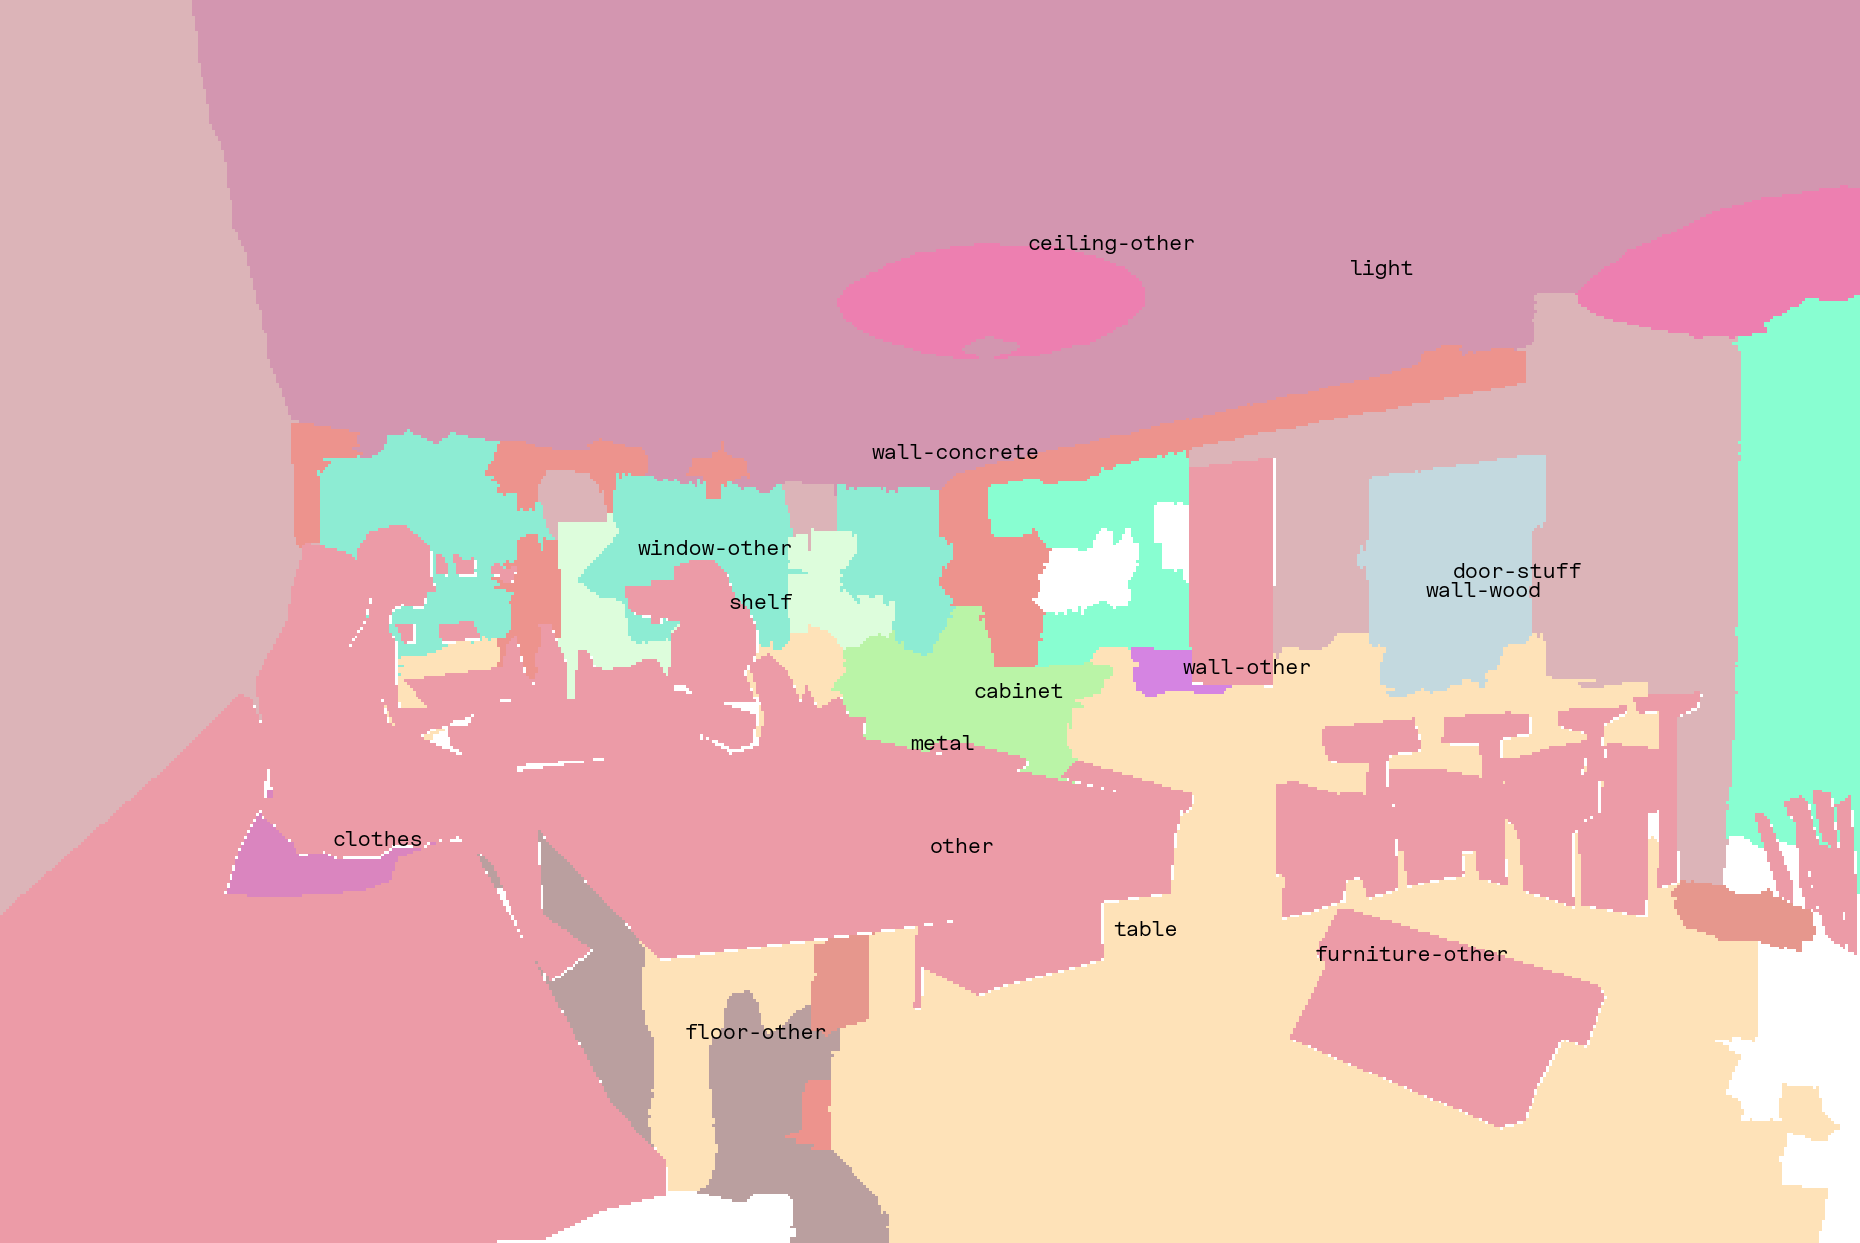 ceiling-other
light
wall-concrete
window-other
door-stuff
wall-wood
shelf
wall-other
cabinet
metal
clothes
other
table
furniture-other
floor-other